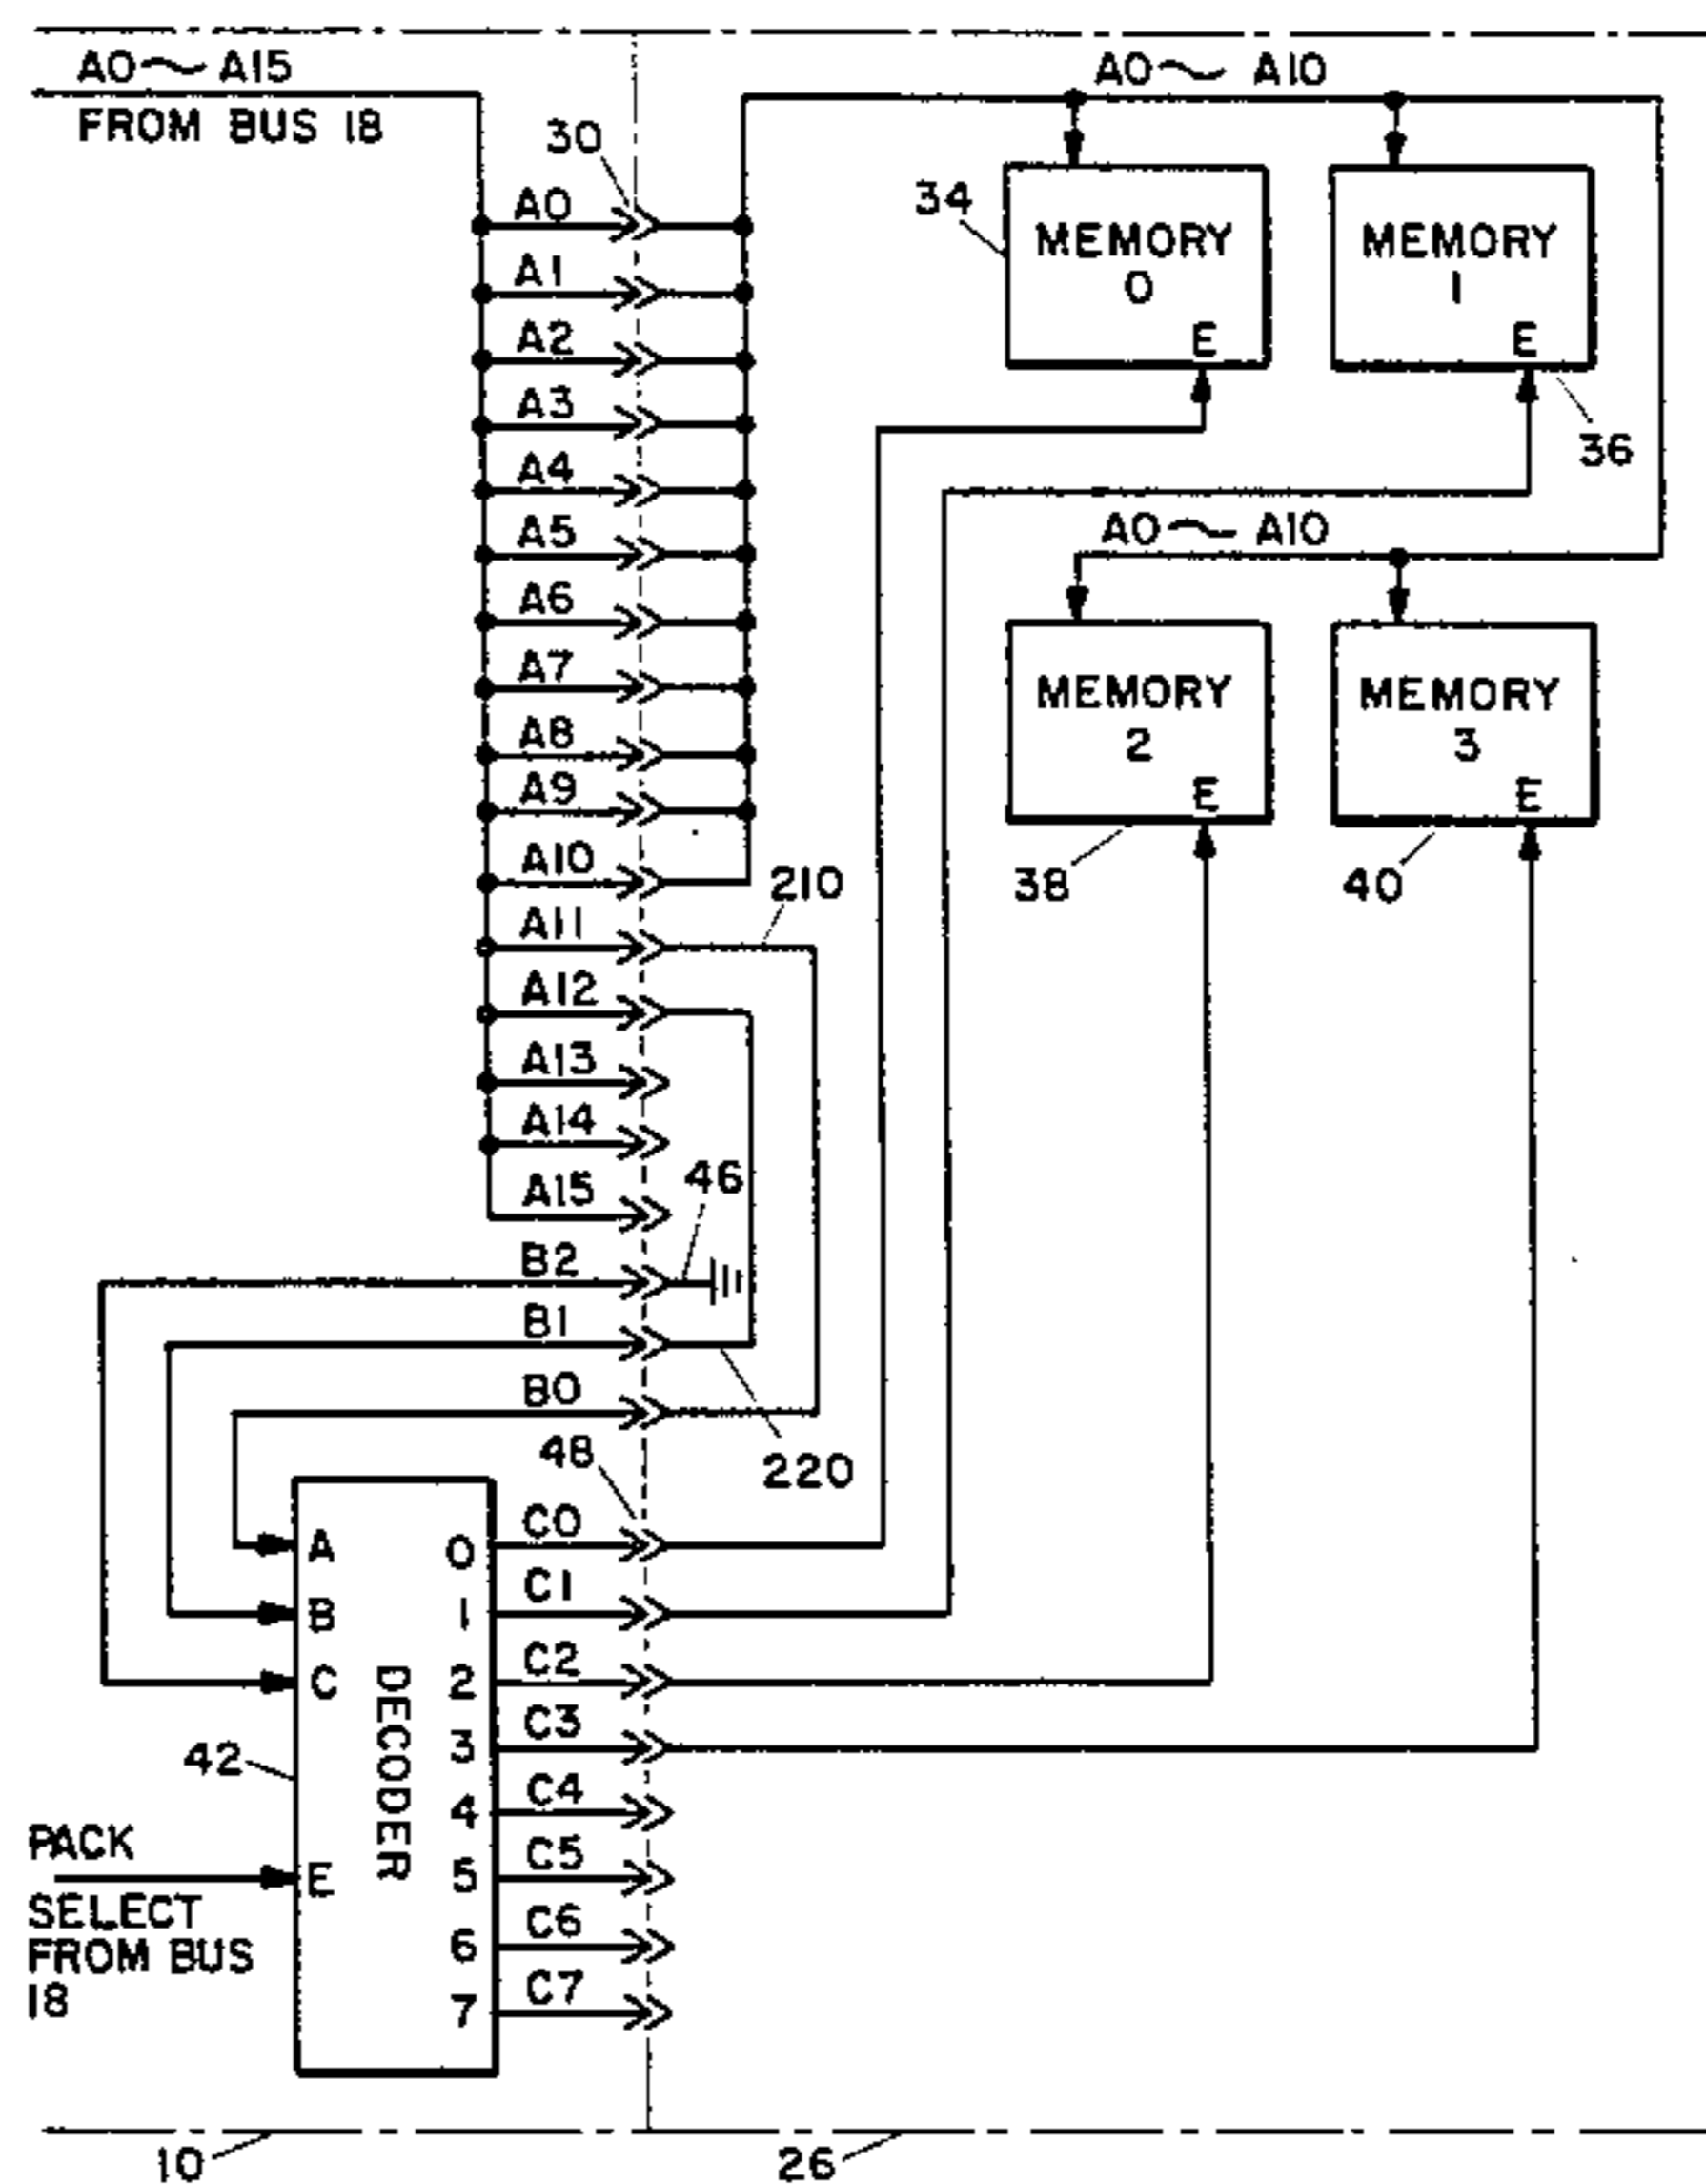 A0~A15
FROM BUS 18
30
A0
A1
A2
A3
A4
A5
A6
A7
A8
A9
A10
A11
A12
A13
A14
A15
B2
B1
B0
46
210
220
48
A0~A10
34
MEMORY
0
E
MEMORY
1
E
36
A0~A10
MEMORY
2
E
38
MEMORY
3
E
40
A
B
C
E
DECODER
0
1
2
3
4
5
6
7
C0
C1
C2
C3
C4
C5
C6
C7
42
PACK
SELECT
FROM BUS
18
10
26